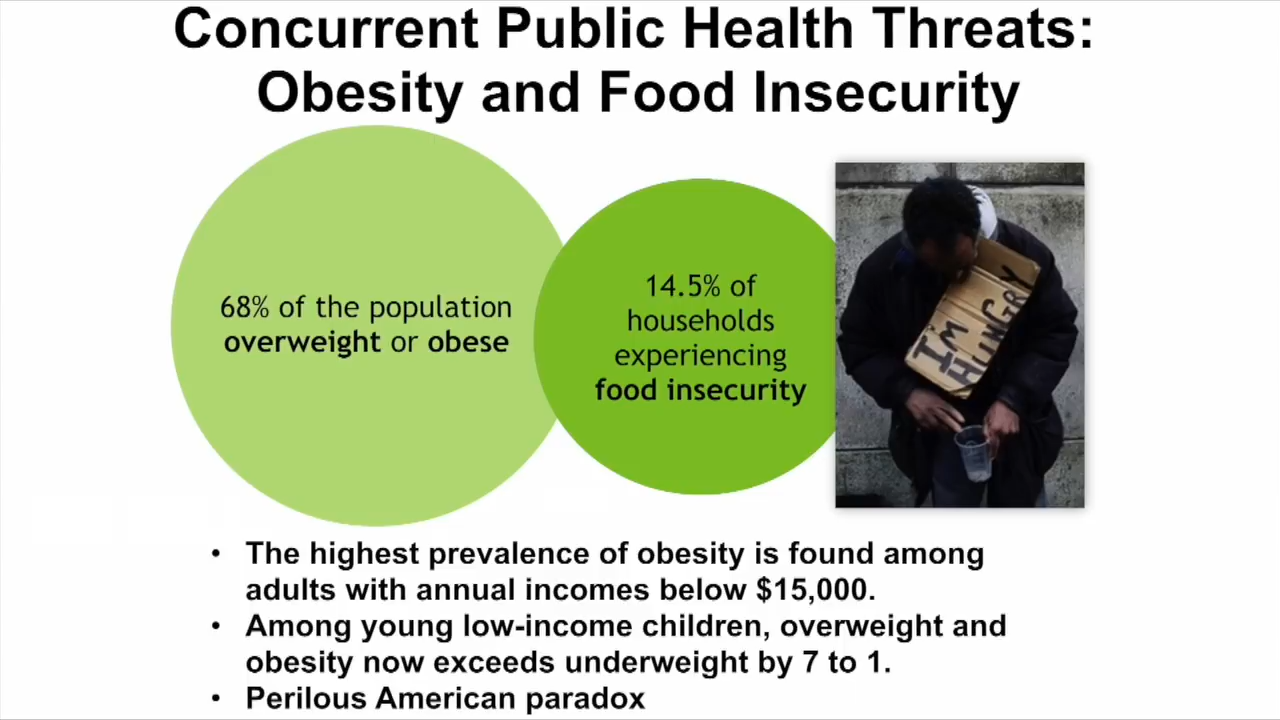 Concurrent Public Health Threats:
Obesity and Food Insecurity
68% of the population
overweight or obese
14.5% of
households
experiencing
food insecurity
I'M
HUNGRY
• The highest prevalence of obesity is found among
adults with annual incomes below $15,000.
• Among young low-income children, overweight and
obesity now exceeds underweight by 7 to 1.
• Perilous American paradox